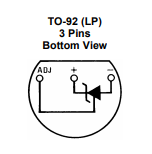 TO-92 (LP)
3 Pins
Bottom View
ADJ + −